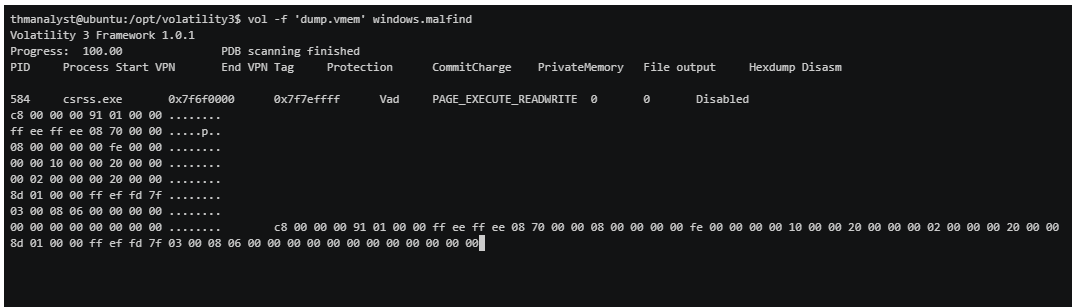 thmanalyst@ubuntu:/opt/volatility3$ vol -f 'dump.vmem' windows.malfind
Volatility 3 Framework 1.0.1
Progress:  100.00               PDB scanning finished
PID     Process Start VPN       End VPN Tag     Protection      CommitCharge    PrivateMemory   File output     Hexdump Disasm
584     csrss.exe       0x7f6f0000      0x7f7effff      Vad     PAGE_EXECUTE_READWRITE  0       0       Disabled
c8 00 00 00 91 01 00 00 ........
ff ee ff ee 08 70 00 00 .....p..
08 00 00 00 00 fe 00 00 ........
00 00 10 00 00 20 00 00 ........
00 02 00 00 00 20 00 00 ........
8d 01 00 00 ff ef fd 7f ........
03 00 08 06 00 00 00 00 ........
00 00 00 00 00 00 00 00 ........        c8 00 00 00 91 01 00 00 ff ee ff ee 08 70 00 00 08 00 00 00 00 fe 00 00 00 00 10 00 00 20 00 00 00 02 00 00 00 20 00 00
8d 01 00 00 ff ef fd 7f 03 00 08 06 00 00 00 00 00 00 00 00 00 00 00 00